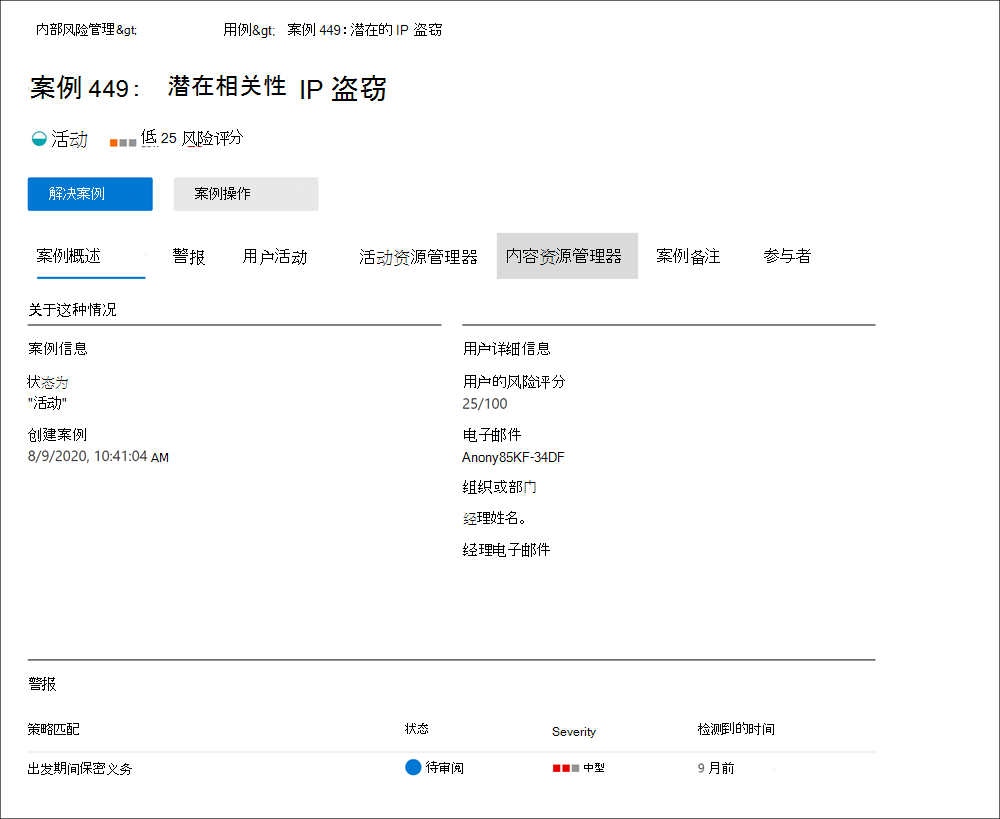 内部风险管理&gt; 用例&gt; 案例 449：潜在的 IP 盗窃
案例 449： 潜在相关性 IP 盗窃
活动 低 25 风险评分
解决案例 案例操作
案例概述 警报 用户活动 活动资源管理器 内容资源管理器 案例备注 参与者
关于这种情况
案例信息
状态为
"活动"
创建案例
8/9/2020, 10:41:04 AM
用户详细信息
用户的风险评分
25/100
电子邮件
Anony85KF-34DF
组织或部门
经理姓名。
经理电子邮件
警报
策略匹配 状态 Severity 检测到的时间
出发期间保密义务 待审阅 中型 9 月前